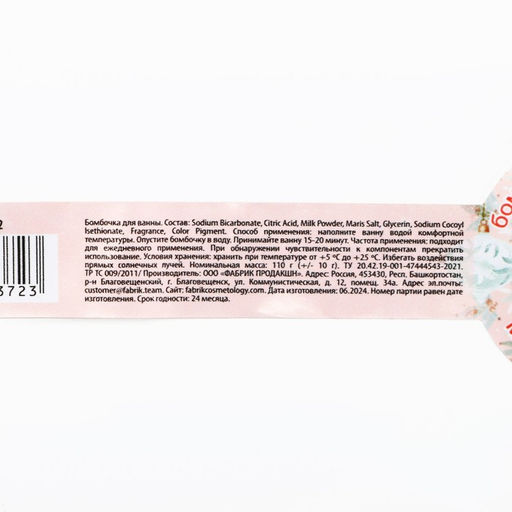 2
3723
Бомбочка для ванны. Состав: Sodium Bicarbonate, Citric Acid, Milk Powder, Maris Salt, Glycerin, Sodium Cocoyl
Isethionate, Fragrance, Color Pigment. Способ применения: наполните ванну водой комфортной
температуры. Опустите бомбочку в воду. Принимайте ванну 15-20 минут. Частота применения: подходит
для ежедневного применения. При обнаружении чувствительности к компонентам прекратить
использование. Условия хранения: хранить при температуре от +5 °С до +25 °С. Избегать воздействия
прямых солнечных лучей. Номинальная масса: 110 г (+/- 10 г). ТУ 20.42.19-001-47444543-2021.
ТР ТС 009/2011/ Производитель: ООО «ФАБРИК ПРОДАКШН». Адрес: Россия, 453430, Респ. Башкортостан,
р-н Благовещенский, г. Благовещенск, ул. Коммунистическая, д. 12, помещ. 34а. Адрес эл.почты:
customer@fabrik.team. Сайт: fabrikcosmetology.com. Дата изготовления: 06.2024. Номер партии равен дате
изготовления. Срок годности: 24 месяца.
бом